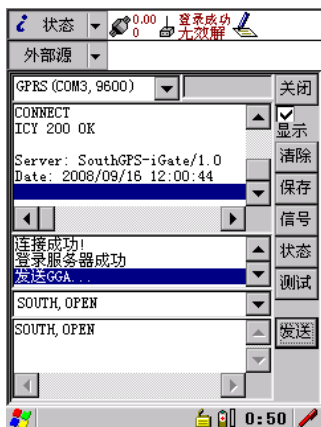 状态
0.00
0
登录成功
无效解
外部源
GPRS(COM3, 9600)
关闭
CONNECT
ICY 200 OK
显示
Server: SouthGPS-iGate/1.0
Date: 2008/09/16 12:00:44
清除
保存
信号
连接成功!
登录服务器成功
发送GGA...
状态
测试
SOUTH, OPEN
SOUTH, OPEN
发送
0:50